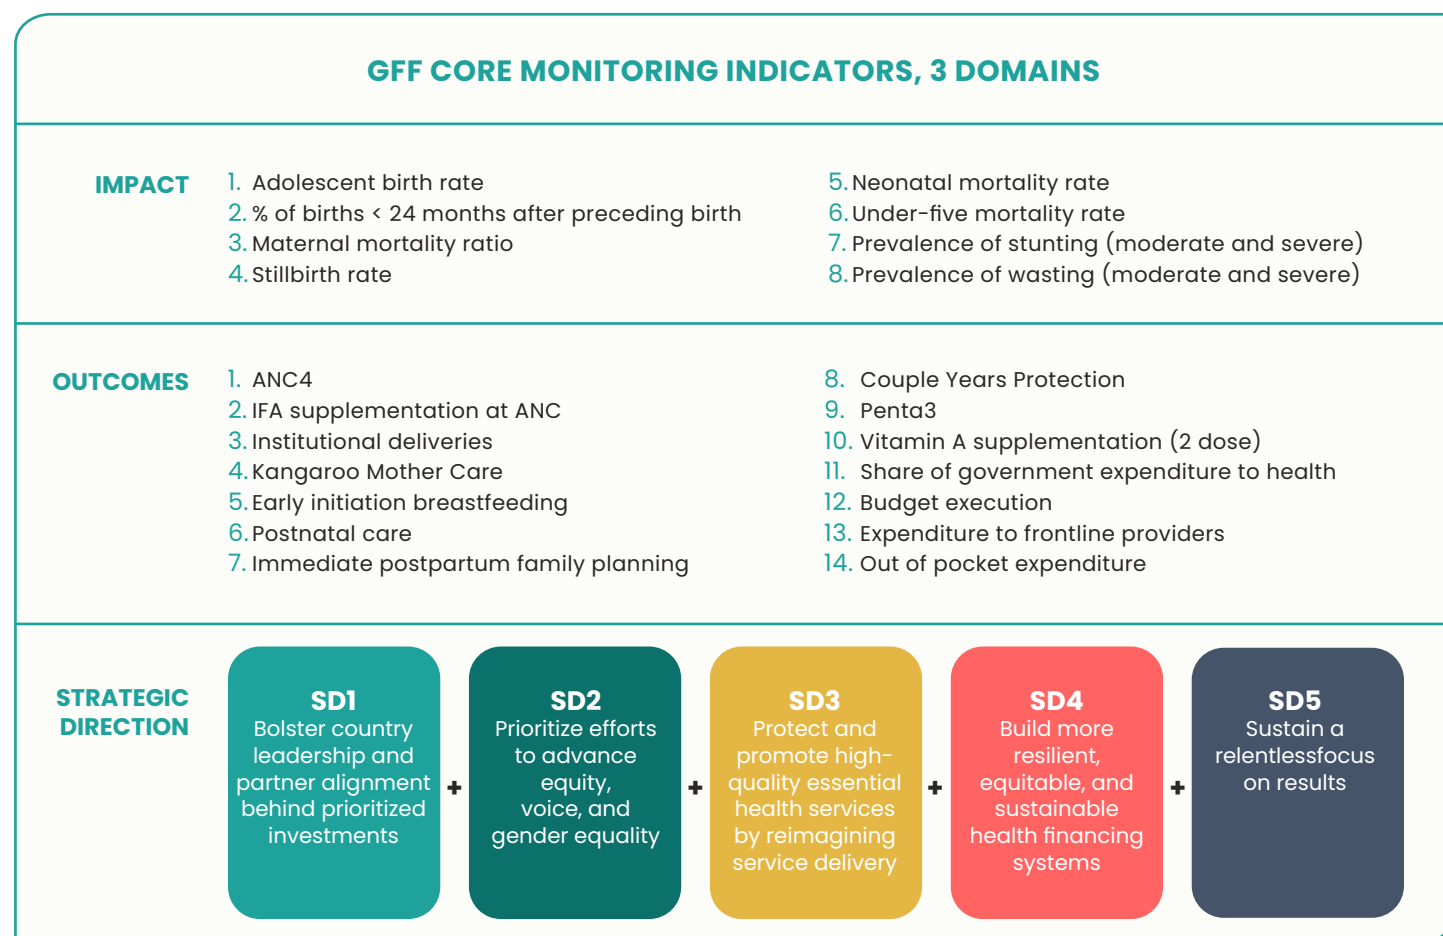 GFF CORE MONITORING INDICATORS, 3 DOMAINS
IMPACT
1. Adolescent birth rate
2. % of births < 24 months after preceding birth
3. Maternal mortality ratio
4. Stillbirth rate
5. Neonatal mortality rate
6. Under-five mortality rate
7. Prevalence of stunting (moderate and severe)
8. Prevalence of wasting (moderate and severe)
OUTCOMES
1. ANC4
2. IFA supplementation at ANC
3. Institutional deliveries
4. Kangaroo Mother Care
5. Early initiation breastfeeding
6. Postnatal care
7. Immediate postpartum family planning
8. Couple Years Protection
9. Penta3
10. Vitamin A supplementation (2 dose)
11. Share of government expenditure to health
12. Budget execution
13. Expenditure to frontline providers
14. Out of pocket expenditure
STRATEGIC
DIRECTION
SD1
Bolster country
leadership and
partner alignment
behind prioritized
investments
+
SD2
Prioritize efforts
to advance
equity,
voice, and
gender equality
+
SD3
Protect and
promote high-
quality essential
health services
by reimagining
service delivery
+
SD4
Build more
resilient,
equitable, and
sustainable
health financing
systems
+
SD5
Sustain a
relentlessfocus
on results